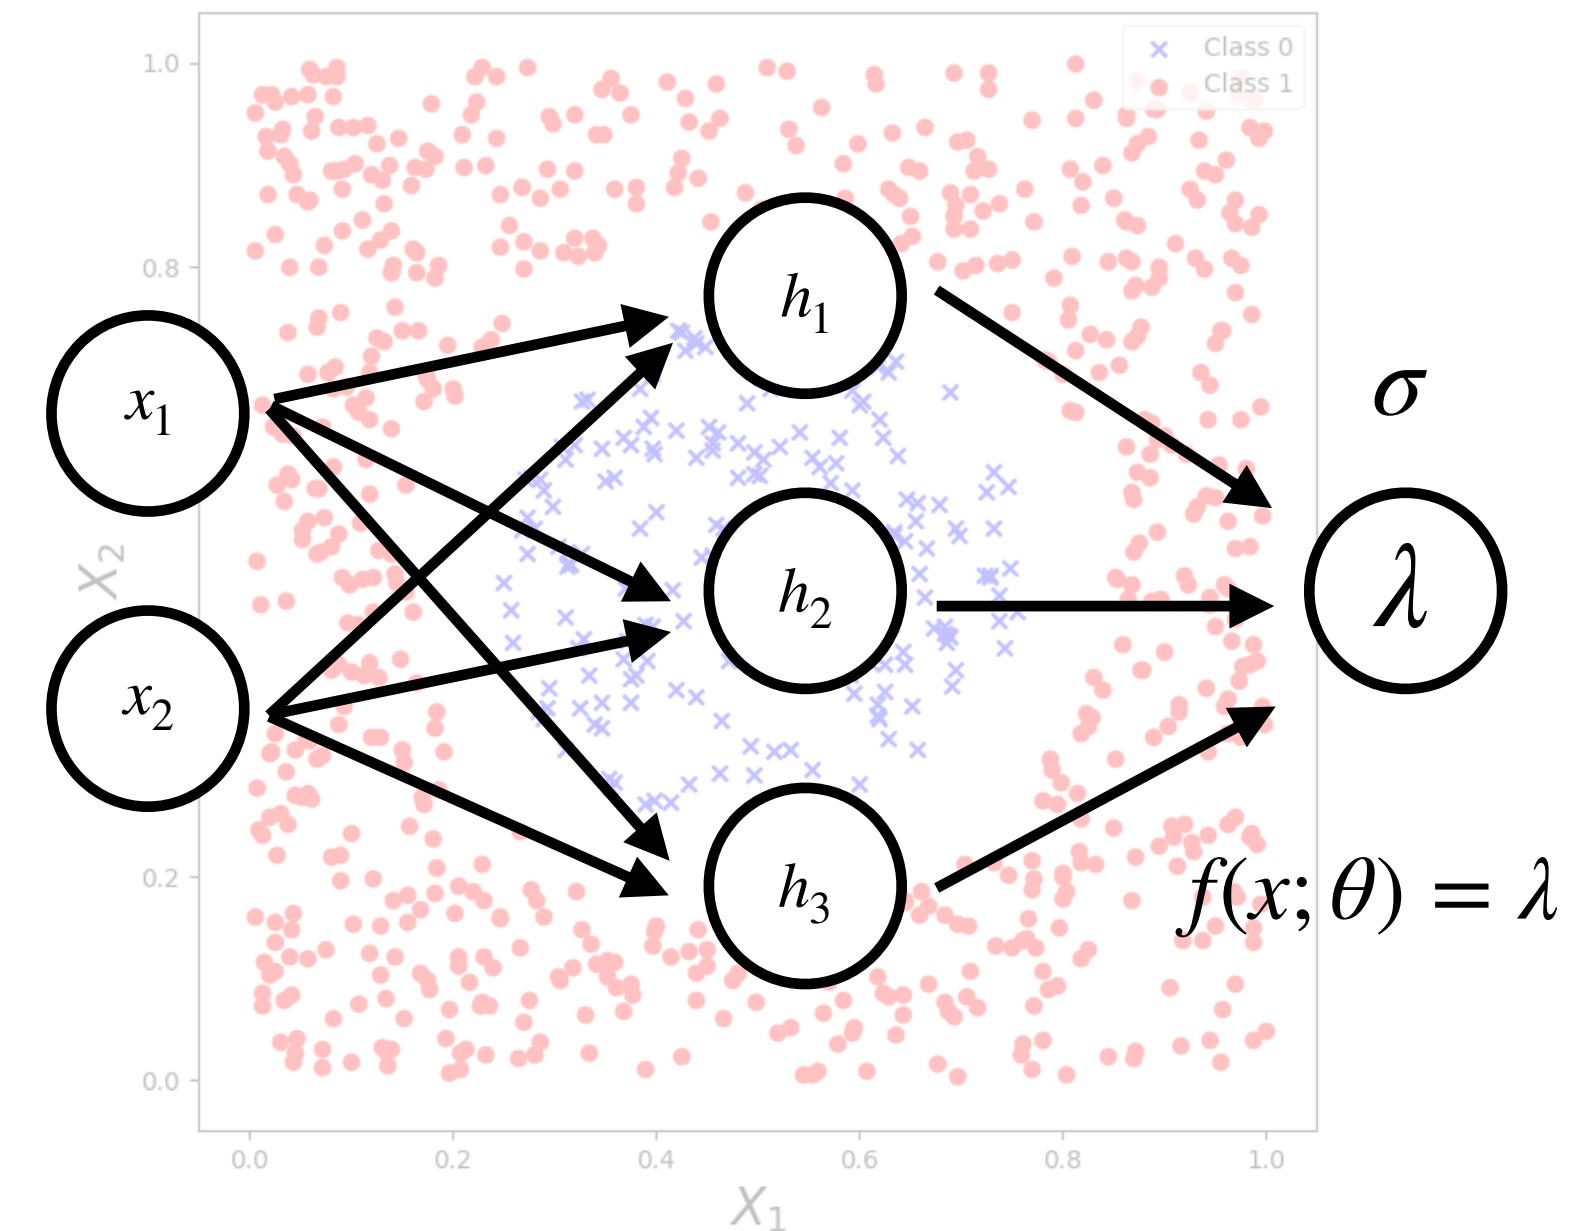 1.0
0.8
0.2
0.0
X₂
0.0 0.2 0.4 0.6 0.8 1.0
X₁
Class 0
Class 1
x₁
x₂
h₁
h₂
h₃
σ
λ
f(x; θ) = λ